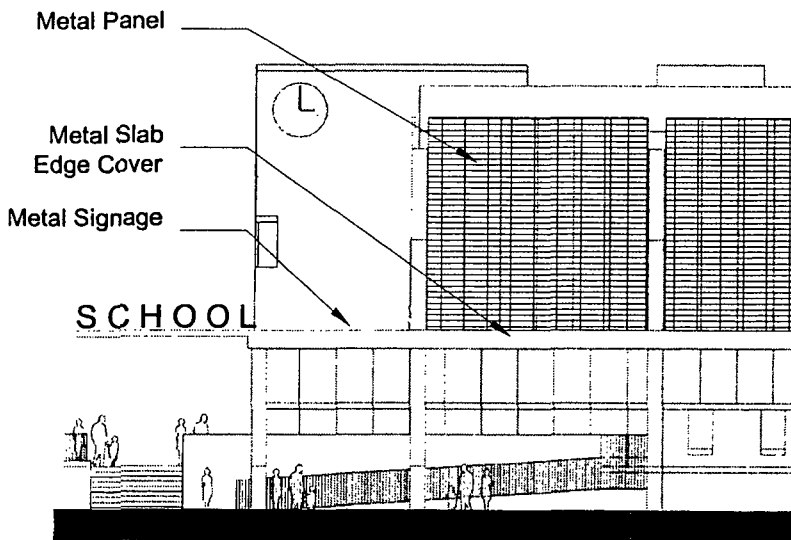 Metal Panel
Metal Slab
Edge Cover
Metal Signage
SCHOOL